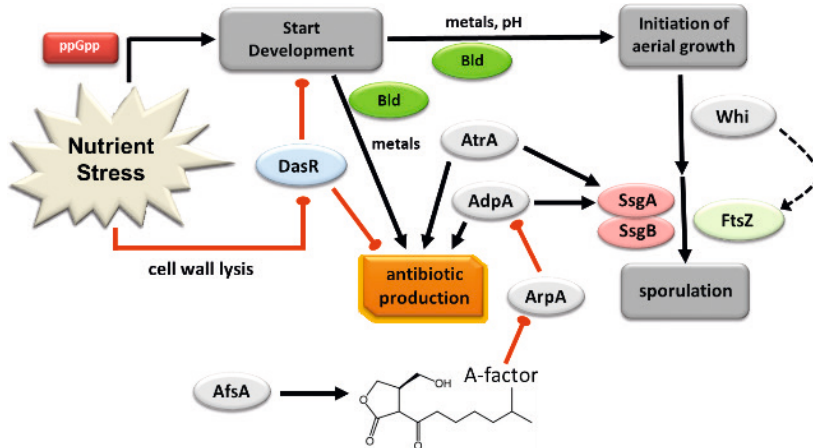 ppGpp
Start
Development
metals, pH
Bld
Initiation of
aerial growth
Nutrient
Stress
Bld
metals
Whi
DasR
AtrA
AdpA
SsgA
SsgB
FtsZ
cell wall lysis
antibiotic
production
ArpA
sporulation
A-factor
AfsA
OH
O
O
O